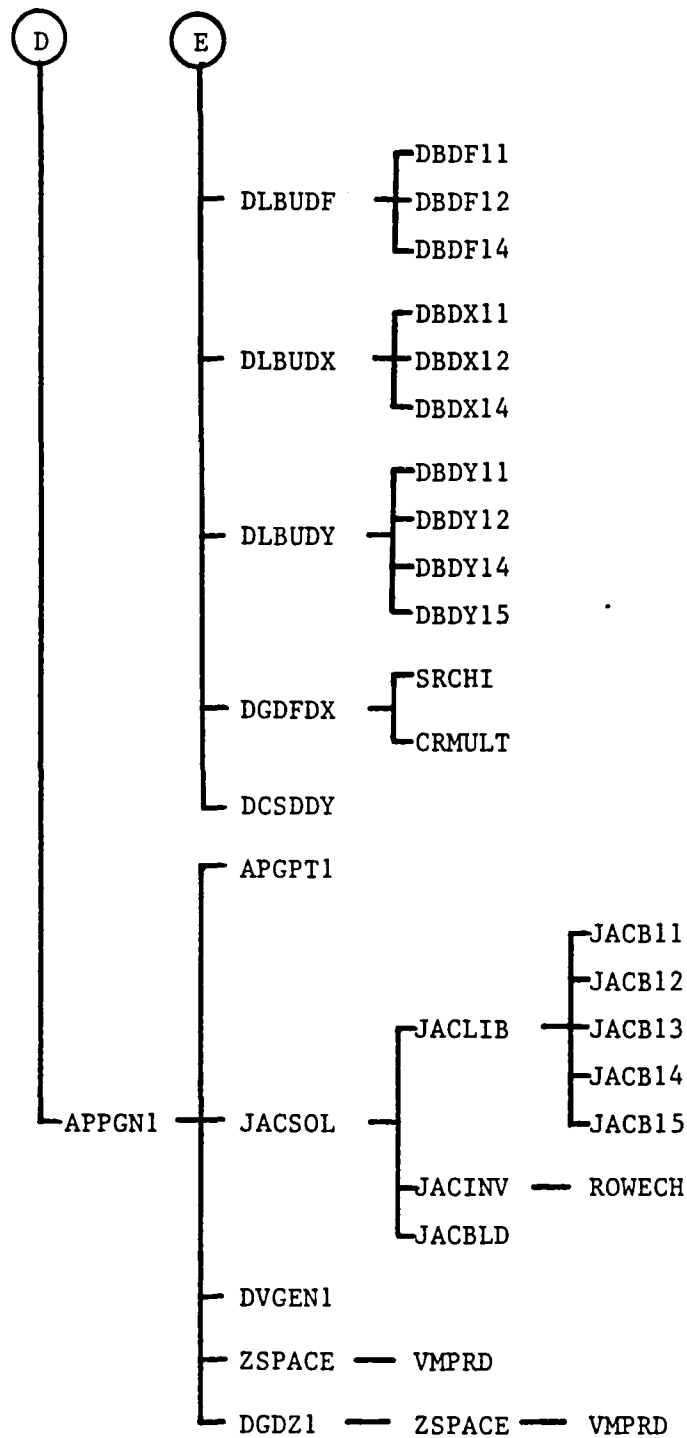 D E
DBDF11
DLBUDF DBDF12
DBDF14
DBDX11
DLBUDX DBDX12
DBDX14
DBDY11
DBDY12
DLBUDY
DBDY14
DBDY15
SRCHI
DGDFDX
CRMULT
DCSDDY
APGPT1
JACB11
JACB12
JACLIB JACB13
JACB14
APPGN1 JACSOL JACB15
JACINV ROWECH
JACBLD
DVGEN1
ZSPACE VMPRD
DGDZ1 ZSPACE VMPRD